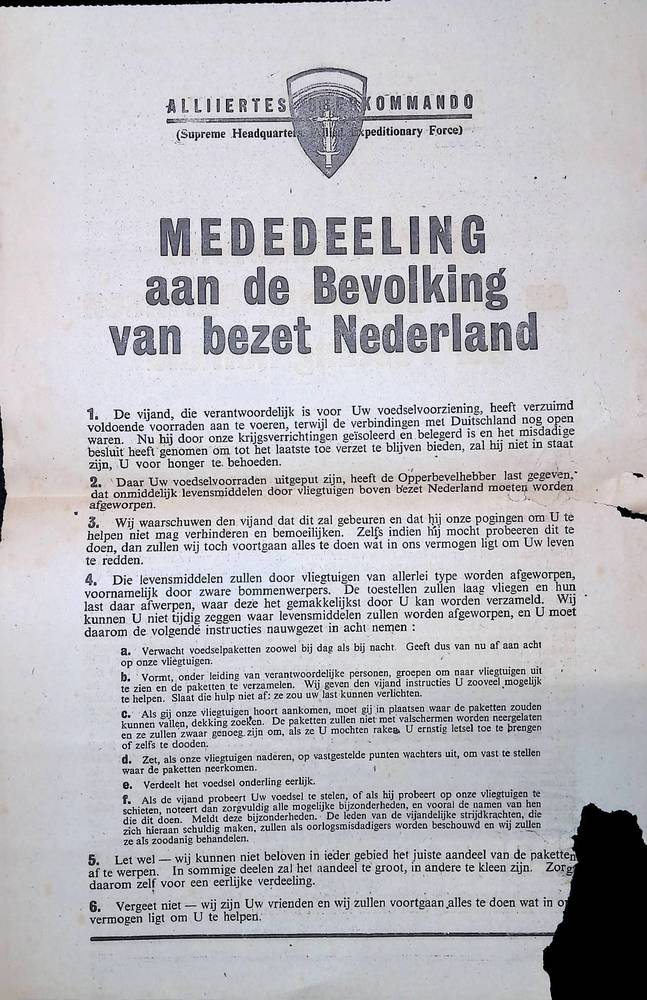 ALLIIERTES OBERKOMMANDO
(Supreme Headquarters, Allied Expeditionary Force)
MEDEDEELING
aan de Bevolking
van bezet Nederland
1. De vijand, die verantwoordelijk is voor Uw voedselvoorziening, heeft verzuimd
voldoende voorraden aan te voeren, terwijl de verbindingen met Duitschland nog open
waren. Nu hij door onze krijgsverrichtingen geïsoleerd en belegerd is en het misdadige
besluit heeft genomen om tot het laatste toe verzet te blijven bieden, zal hij niet in staat
zijn, U voor honger te behoeden.
2. Daar Uw voedselvoorraden uitgeput zijn, heeft de Opperbevelhebber last gegeven,
dat onmiddelijk levensmiddelen door vliegtuigen boven bezet Nederland moeten worden
afgeworpen.
3. Wij waarschuwen den vijand dat dit zal gebeuren en dat hij onze pogingen om U te
helpen niet mag verhinderen en bemoeilijken. Zelfs indien hij mocht probeeren dit te
doen, dan zullen wij toch voortgaan alles te doen wat in ons vermogen ligt om Uw leven
te redden.
4. Die levensmiddelen zullen door vliegtuigen van allerlei type worden afgeworpen,
voornamelijk door zware bommenwerpers. De toestellen zullen laag vliegen en hun
last daar afwerpen, waar deze het gemakkelijkst door U kan worden verzameld. Wij
kunnen U niet tijdig zeggen waar levensmiddelen zullen worden afgeworpen, en U moet
daarom de volgende instructies nauwgezet in acht nemen :
a. Verwacht voedselpaketten zoowel bij dag als bij nacht. Geeft dus van nu af aan acht
op onze vliegtuigen.
b. Vormt, onder leiding van verantwoordelijke personen, groepen om naar vliegtuigen uit
te zien en de paketten te verzamelen. Wij geven den vijand instructies U zooveel mogelijk
te helpen. Slaat die hulp niet af: ze zou uw last kunnen verlichten.
c. Als gij onze vliegtuigen hoort aankomen, moet gij in plaatsen waar de paketten zouden
kunnen vallen, dekking zoeken. De paketten zullen niet met valschermen worden neergelaten
en ze zullen zwaar genoeg zijn om, als ze U mochten raken, U ernstig letsel toe te brengen
of zelfs te dooden.
d. Zet, als onze vliegtuigen naderen, op vastgestelde punten wachters uit, om vast te stellen
waar de paketten neerkomen.
e. Verdeelt het voedsel onderling eerlijk.
f. Als de vijand probeert Uw voedsel te stelen, of als hij probeert op onze vliegtuigen te
schieten, noteert dan zorgvuldig alle mogelijke bijzonderheden, en vooral de namen van hen
die dit doen. Meldt deze bijzonderheden. De leden van de vijandelijke strijdkrachten, die
zich hieraan schuldig maken, zullen als oorlogsmisdadigers worden beschouwd en wij zullen
ze als zoodanig behandelen.
5. Let wel — wij kunnen niet beloven in ieder gebied het juiste aandeel van de paketten
af te werpen. In sommige deelen zal het aandeel te groot, in andere te kleen zijn. Zorg
daarom zelf voor een eerlijke verdeeling.
6. Vergeet niet — wij zijn Uw vrienden en wij zullen voortgaan alles te doen wat in
vermogen ligt om U te helpen.